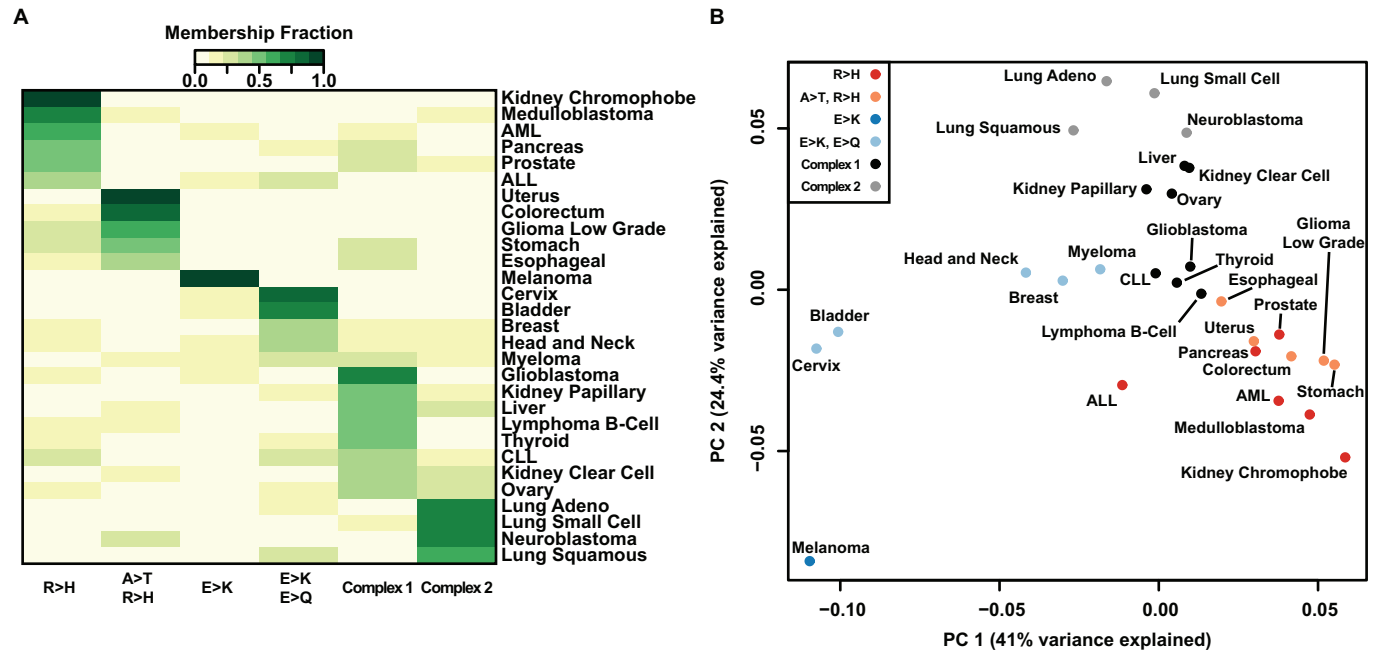 A
Membership Fraction
0.0 0.5 1.0
Kidney Chromophobe
Medulloblastoma
AML
Pancreas
Prostate
ALL
Uterus
Colorectum
Glioma Low Grade
Stomach
Esophageal
Melanoma
Cervix
Bladder
Breast
Head and Neck
Myeloma
Glioblastoma
Kidney Papillary
Liver
Lymphoma B-Cell
Thyroid
CLL
Kidney Clear Cell
Ovary
Lung Adeno
Lung Small Cell
Neuroblastoma
Lung Squamous
R>H
A>T
R>H
E>K
E>K
E>Q
Complex 1
Complex 2
B
R>H
A>T, R>H
E>K
E>K, E>Q
Complex 1
Complex 2
Lung Adeno
Lung Small Cell
Lung Squamous
Neuroblastoma
Liver
Kidney Clear Cell
Kidney Papillary
Ovary
Glioblastoma
Glioma
Low Grade
Head and Neck
Myeloma
Thyroid
CLL
Esophageal
Breast
Prostate
Bladder
Lymphoma B-Cell
Uterus
Cervix
Pancreas
Colorectum
ALL
AML
Stomach
Medulloblastoma
Kidney Chromophobe
Melanoma
0.05
0.00
−0.05
PC 2 (24.4% variance explained)
−0.10 −0.05 0.00 0.05
PC 1 (41% variance explained)